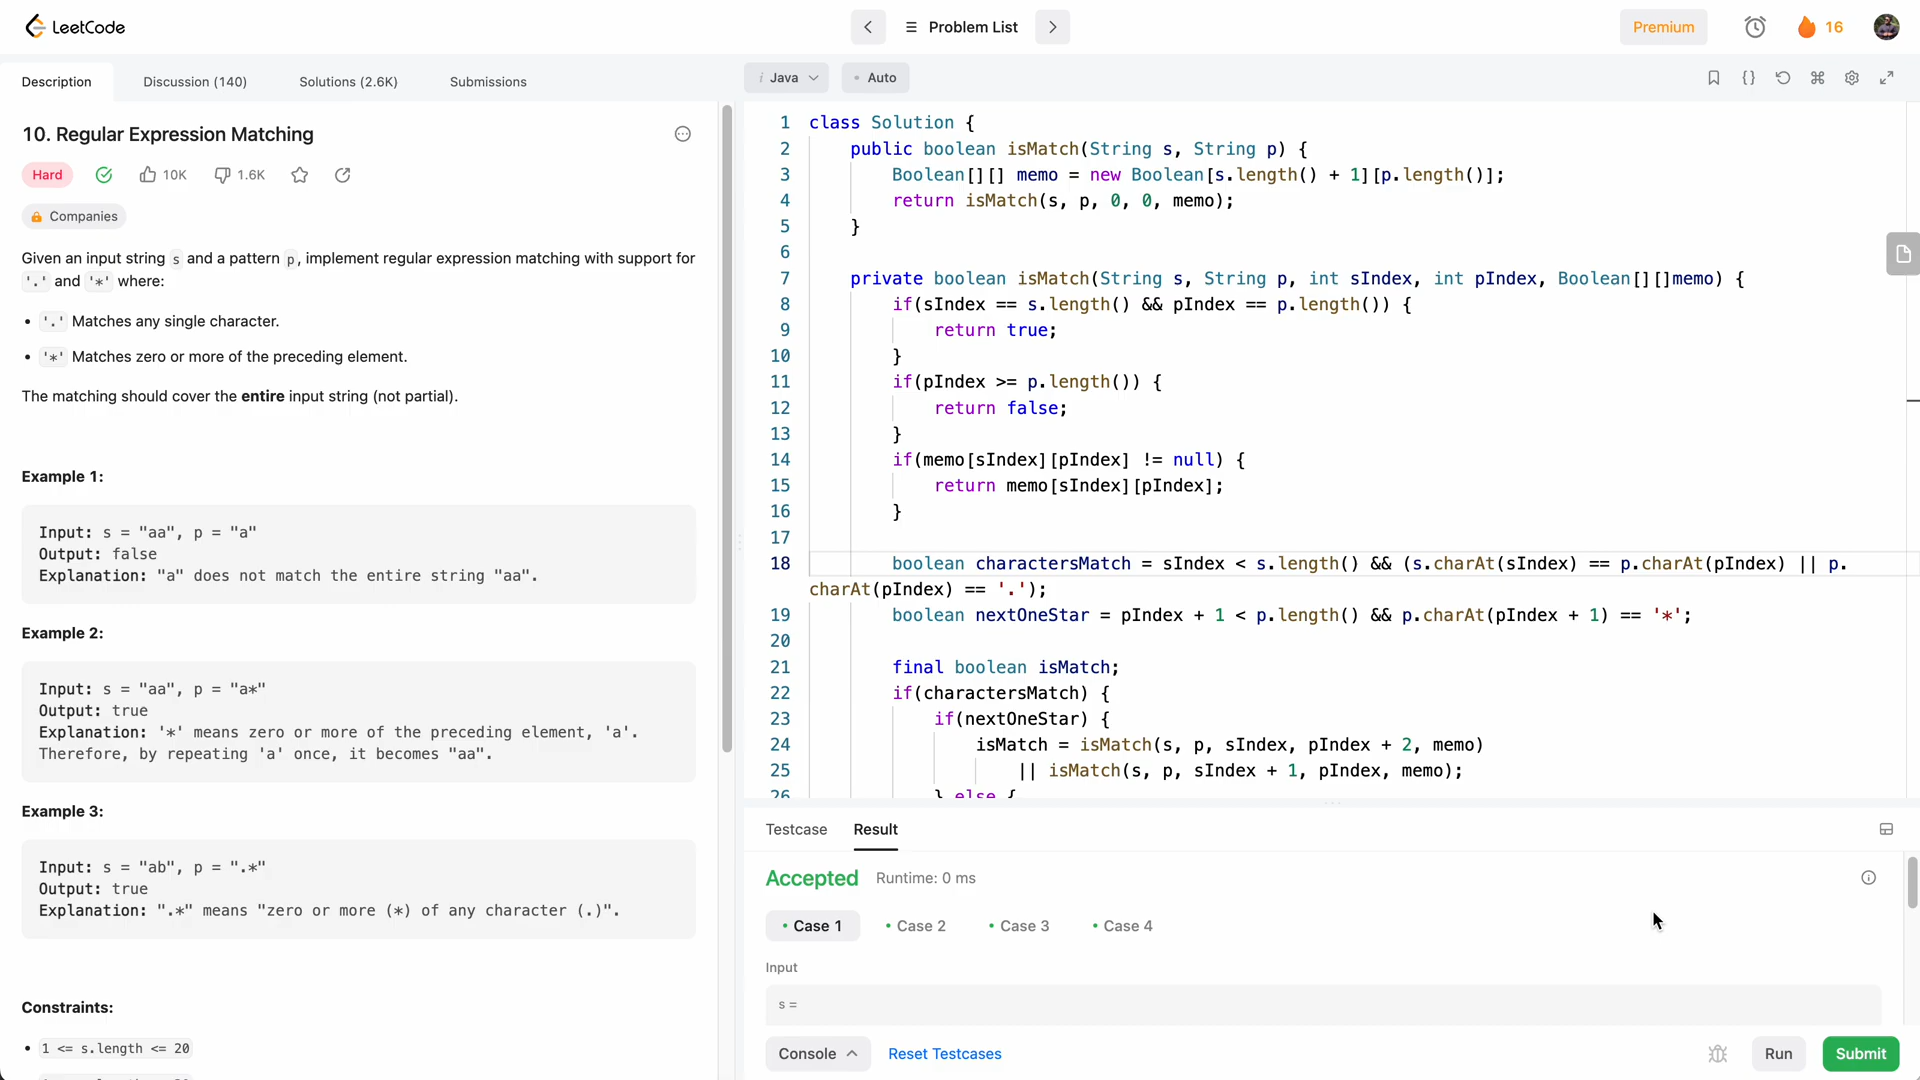 LeetCode
Problem List
Premium
16
Description
Discussion (140)
Solutions (2.6K)
Submissions
10. Regular Expression Matching
Hard
10K
1.6K
Companies
Given an input string s and a pattern p, implement regular expression matching with support for
'.' and '*' where:
• '.' Matches any single character.
• '*' Matches zero or more of the preceding element.
The matching should cover the entire input string (not partial).
Example 1:
Input: s = "aa", p = "a"
Output: false
Explanation: "a" does not match the entire string "aa".
Example 2:
Input: s = "aa", p = "a*"
Output: true
Explanation: '*' means zero or more of the preceding element, 'a'.
Therefore, by repeating 'a' once, it becomes "aa".
Example 3:
Input: s = "ab", p = ".*"
Output: true
Explanation: ".*" means "zero or more (*) of any character (.)".
Constraints:
• 1 <= s.length <= 20
i Java
• Auto
{}
1 class Solution {
2 public boolean isMatch(String s, String p) {
3 Boolean[][] memo = new Boolean[s.length() + 1][p.length()];
4 return isMatch(s, p, 0, 0, memo);
5 }
6
7 private boolean isMatch(String s, String p, int sIndex, int pIndex, Boolean[][]memo) {
8 if(sIndex == s.length() && pIndex == p.length()) {
9 return true;
10 }
11 if(pIndex >= p.length()) {
12 return false;
13 }
14 if(memo[sIndex][pIndex] != null) {
15 return memo[sIndex][pIndex];
16 }
17
18 boolean charactersMatch = sIndex < s.length() && (s.charAt(sIndex) == p.charAt(pIndex) || p.
charAt(pIndex) == '.');
19 boolean nextOneStar = pIndex + 1 < p.length() && p.charAt(pIndex + 1) == '*';
20
21 final boolean isMatch;
22 if(charactersMatch) {
23 if(nextOneStar) {
24 isMatch = isMatch(s, p, sIndex, pIndex + 2, memo)
25 || isMatch(s, p, sIndex + 1, pIndex, memo);
26 } else {
Testcase
Result
Accepted
Runtime: 0 ms
• Case 1
• Case 2
• Case 3
• Case 4
Input
s =
Console
Reset Testcases
Run
Submit